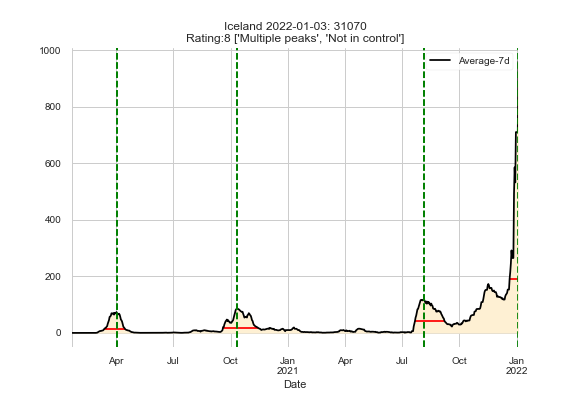 Iceland 2022-01-03: 31070
Rating:8 ['Multiple peaks', 'Not in control']
Average-7d
1000
800
600
400
200
0
Apr
Jul
Oct
Jan
2021
Apr
Jul
Oct
Jan
2022
Date